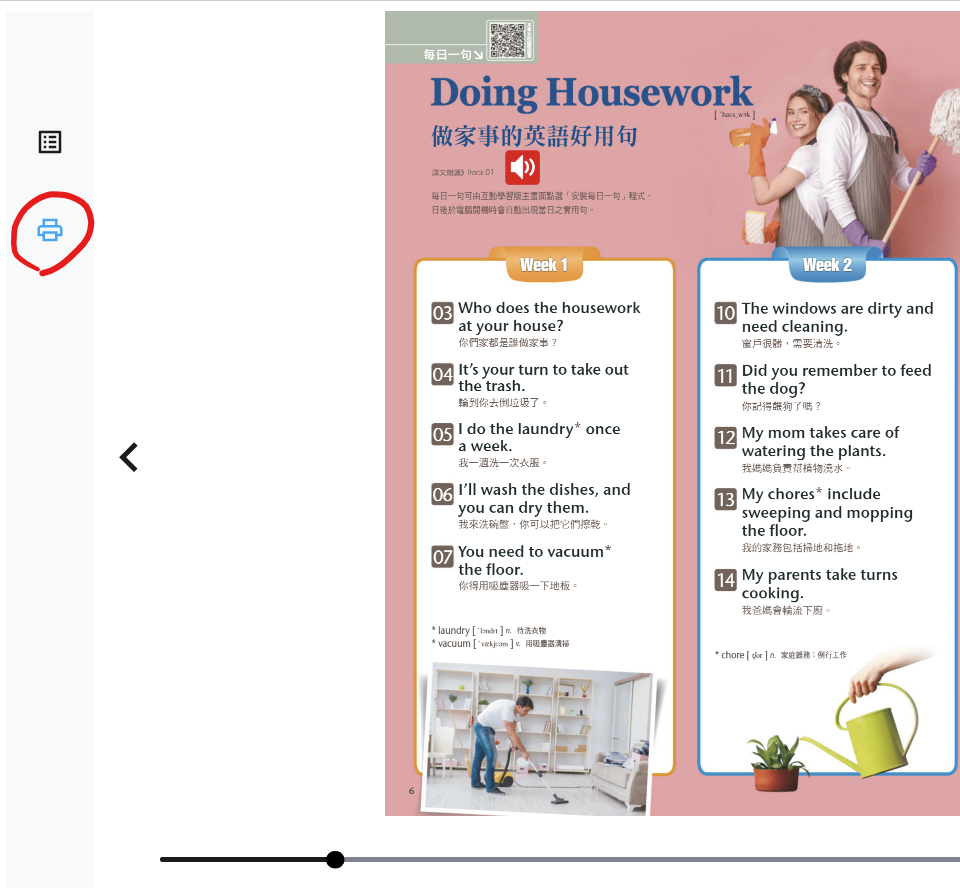 每日一句
Doing Housework
[ ˋhaʊsˏwɝk ]
做家事的英語好用句
課文朗讀》Track 01
每日一句可由互動學習版主畫面點選「安裝每日一句」程式，
日後於電腦開機時會自動出現當日之實用句。
Week 1
03 Who does the housework
at your house?
你們家都是誰做家事？
04 It’s your turn to take out
the trash.
輪到你去倒垃圾了。
05 I do the laundry* once
a week.
我一週洗一次衣服。
06 I’ll wash the dishes, and
you can dry them.
我來洗碗盤，你可以把它們擦乾。
07 You need to vacuum*
the floor.
你得用吸塵器吸一下地板。
* laundry [ ˋlɔndrɪ ] n. 待洗衣物
* vacuum [ ˋvækjʊəm ] v. 用吸塵器清掃
6
Week 2
10 The windows are dirty and
need cleaning.
窗戶很髒，需要清洗。
11 Did you remember to feed
the dog?
你記得餵狗了嗎？
12 My mom takes care of
watering the plants.
我媽媽負責幫植物澆水。
13 My chores* include
sweeping and mopping
the floor.
我的家務包括掃地和拖地。
14 My parents take turns
cooking.
我爸媽會輪流下廚。
* chore [ tʃɔr ] n. 家庭雜務；例行工作